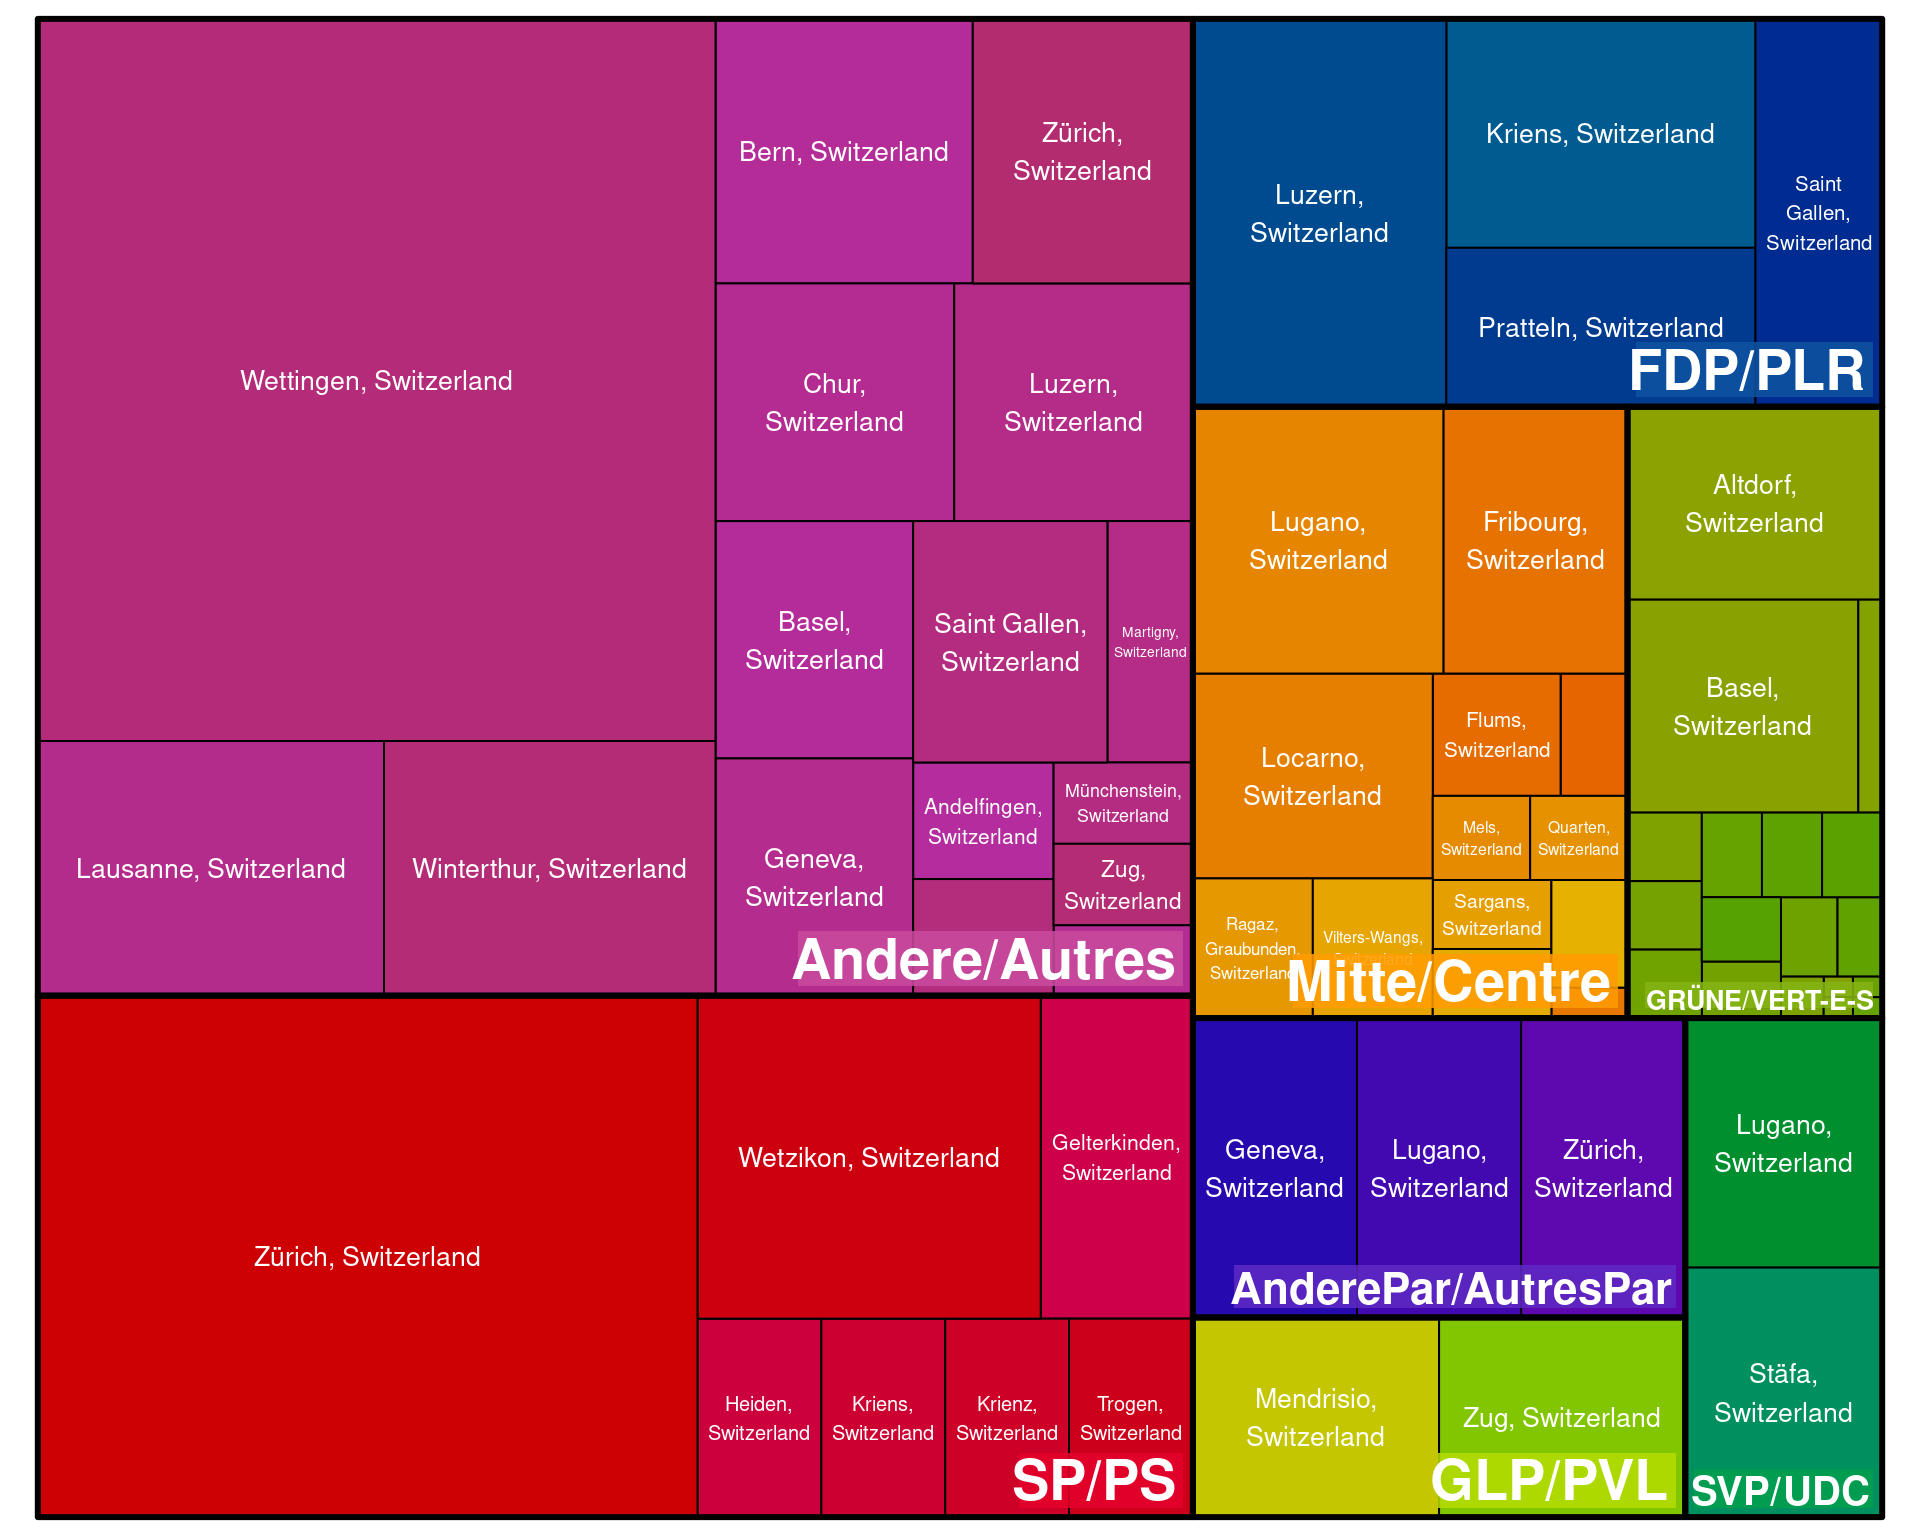 Wettingen, Switzerland
Lausanne, Switzerland
Winterthur, Switzerland
Bern, Switzerland
Zürich,
Switzerland
Chur,
Switzerland
Luzern,
Switzerland
Basel,
Switzerland
Saint Gallen,
Switzerland
Martigny,
Switzerland
Geneva,
Switzerland
Andelfingen,
Switzerland
Münchenstein,
Switzerland
Zug,
Switzerland
Andere/Autres
Zürich, Switzerland
Wetzikon, Switzerland
Gelterkinden,
Switzerland
Heiden,
Switzerland
Kriens,
Switzerland
Krienz,
Switzerland
Trogen,
Switzerland
SP/PS
Luzern,
Switzerland
Kriens, Switzerland
Pratteln, Switzerland
Saint
Gallen,
Switzerland
FDP/PLR
Lugano,
Switzerland
Fribourg,
Switzerland
Locarno,
Switzerland
Flums,
Switzerland
Mels,
Switzerland
Quarten,
Switzerland
Ragaz,
Graubunden,
Switzerland
Vilters-Wangs,
Switzerland
Sargans,
Switzerland
Mitte/Centre
Altdorf,
Switzerland
Basel,
Switzerland
GRÜNE/VERT-E-S
Geneva,
Switzerland
Lugano,
Switzerland
Zürich,
Switzerland
AnderePar/AutresPar
Mendrisio,
Switzerland
Zug, Switzerland
GLP/PVL
Lugano,
Switzerland
Stäfa,
Switzerland
SVP/UDC